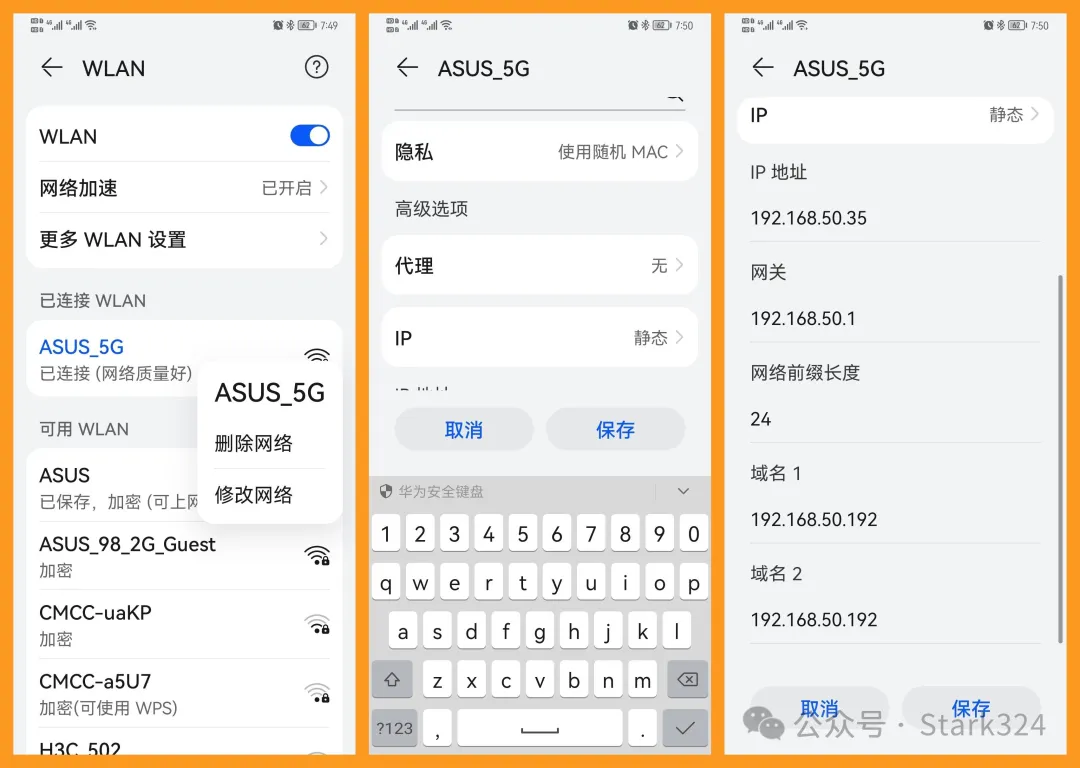 7:49
WLAN
WLAN
网络加速 已开启
更多 WLAN 设置
已连接 WLAN
ASUS_5G
已连接 (网络质量好)
ASUS_5G
删除网络
修改网络
可用 WLAN
ASUS
已保存，加密 (可上网
ASUS_98_2G_Guest
加密
CMCC-uaKP
加密
CMCC-a5U7
加密(可使用 WPS)
H3C_502
7:50
ASUS_5G
隐私 使用随机 MAC
高级选项
代理 无
IP 静态
取消 保存
华为安全键盘
1 2 3 4 5 6 7 8 9 0
q w e r t y u i o p
a s d f g h j k l
z x c v b n m
?123 , .
7:50
ASUS_5G
IP 静态
IP 地址
192.168.50.35
网关
192.168.50.1
网络前缀长度
24
域名 1
192.168.50.192
域名 2
192.168.50.192
取消 保存
公众号 · Stark324